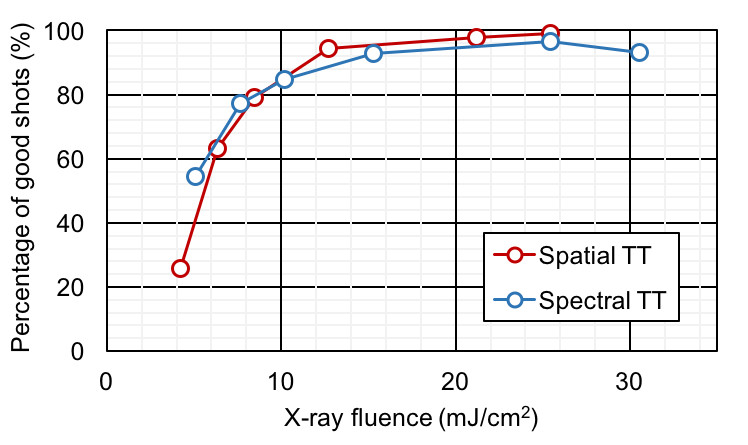 Percentage of good shots (%)
100
80
60
40
20
0
0 10 20 30
X-ray fluence (mJ/cm²)
Spatial TT
Spectral TT